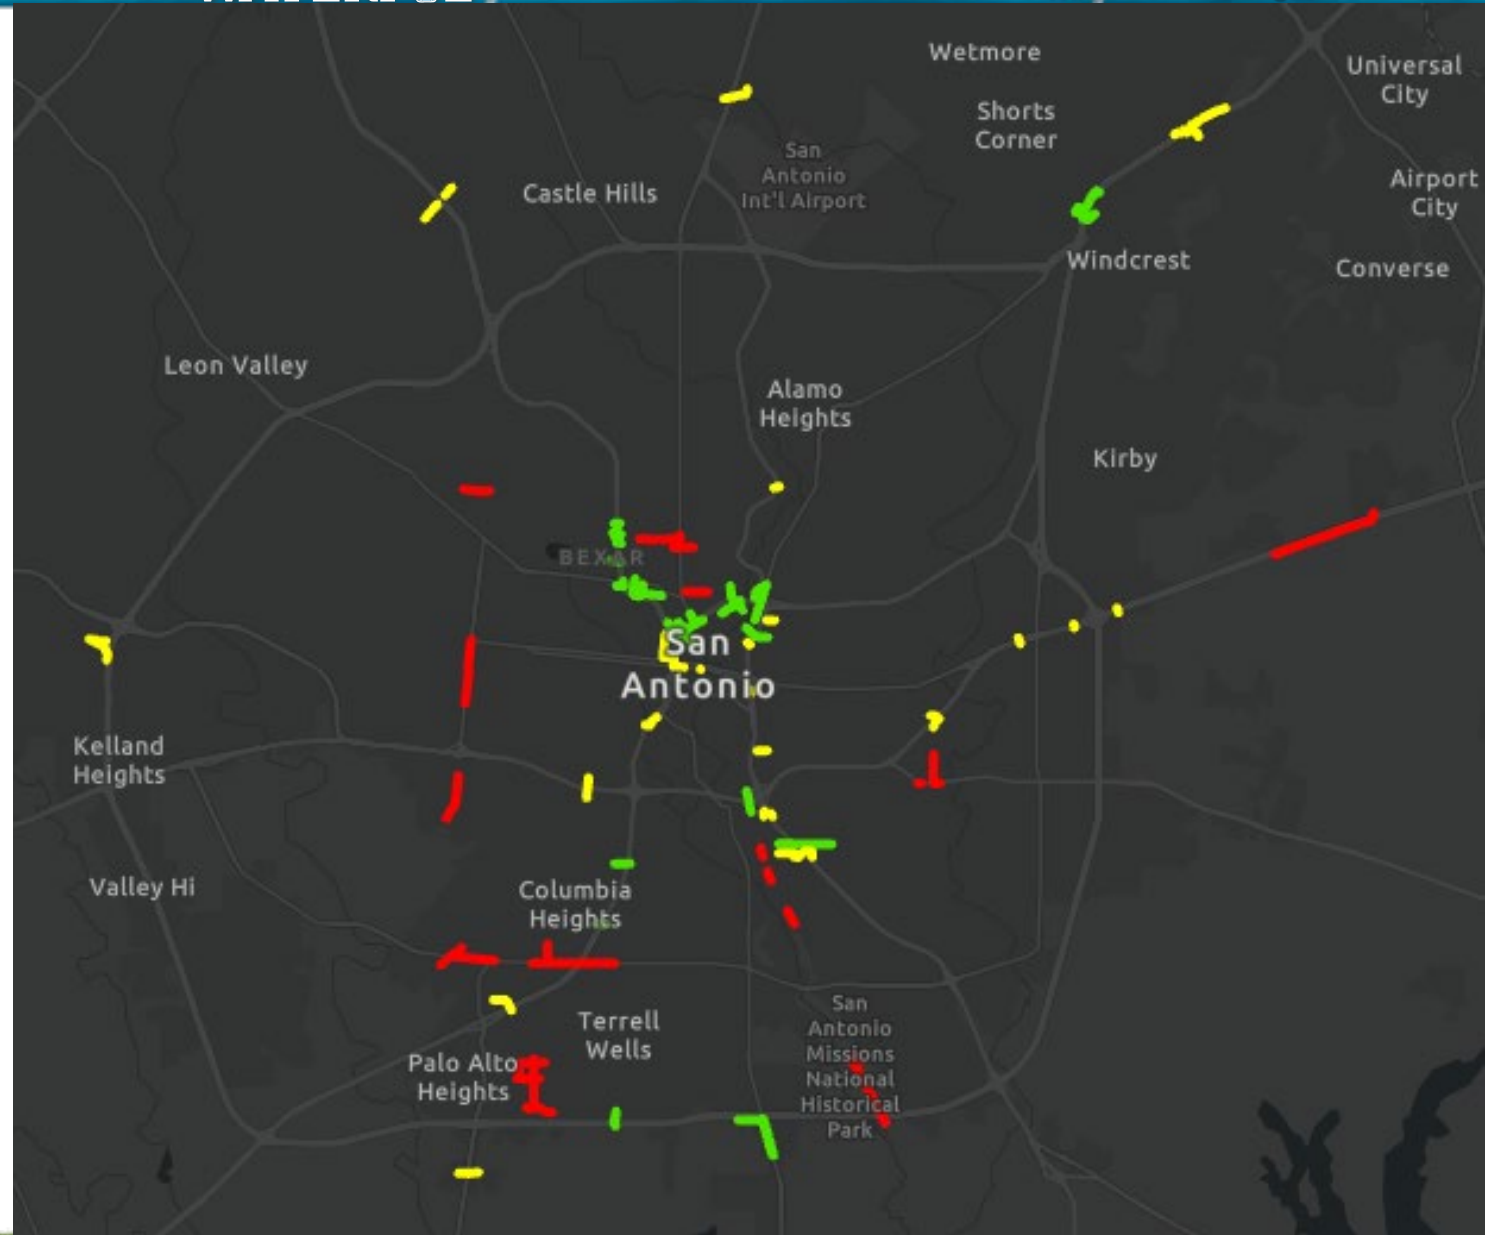 Wetmore
Universal
City
Shorts
Corner
San
Antonio
Int'l Airport
Castle Hills
Airport
City
Windcrest
Converse
Leon Valley
Alamo
Heights
Kirby
BEXAR
San
Antonio
Kelland
Heights
Valley Hi
Columbia
Heights
San
Antonio
Missions
National
Historical
Park
Terrell
Wells
Palo Alto
Heights